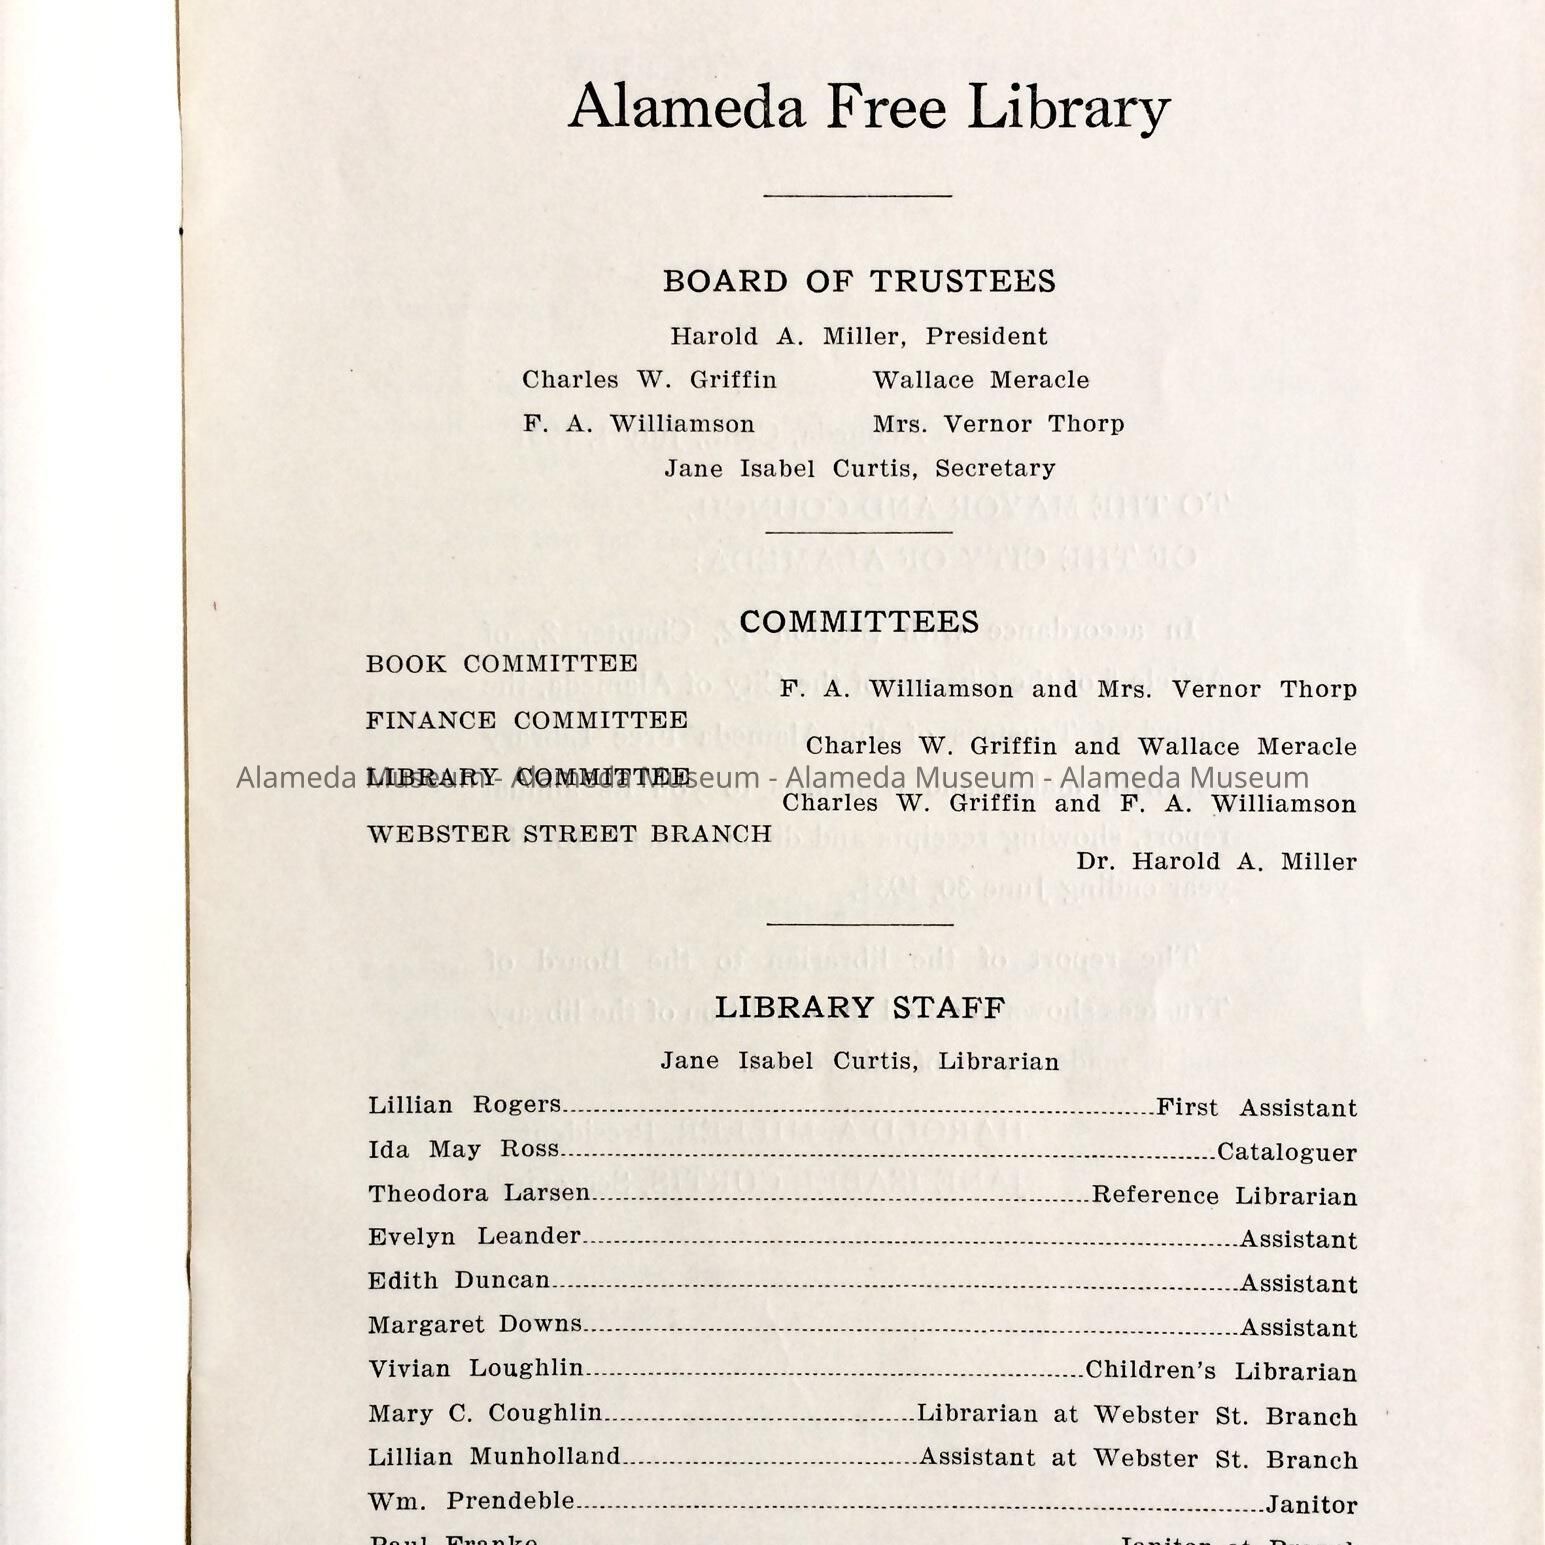 Alameda Free Library
BOARD OF TRUSTEES
Harold A. Miller, President
Charles W. Griffin Wallace Meracle
F. A. Williamson Mrs. Vernor Thorp
Jane Isabel Curtis, Secretary
COMMITTEES
BOOK COMMITTEE
F. A. Williamson and Mrs. Vernor Thorp
FINANCE COMMITTEE
Charles W. Griffin and Wallace Meracle
LIBRARY COMMITTEE
Alameda Museum - Alameda Museum - Alameda Museum - Alameda Museum
Charles W. Griffin and F. A. Williamson
WEBSTER STREET BRANCH
Dr. Harold A. Miller
LIBRARY STAFF
Jane Isabel Curtis, Librarian
Lillian Rogers First Assistant
Ida May Ross Cataloguer
Theodora Larsen Reference Librarian
Evelyn Leander Assistant
Edith Duncan Assistant
Margaret Downs Assistant
Vivian Loughlin Children's Librarian
Mary C. Coughlin Librarian at Webster St. Branch
Lillian Munholland Assistant at Webster St. Branch
Wm. Prendeble Janitor
Paul Franke Janitor at Branch